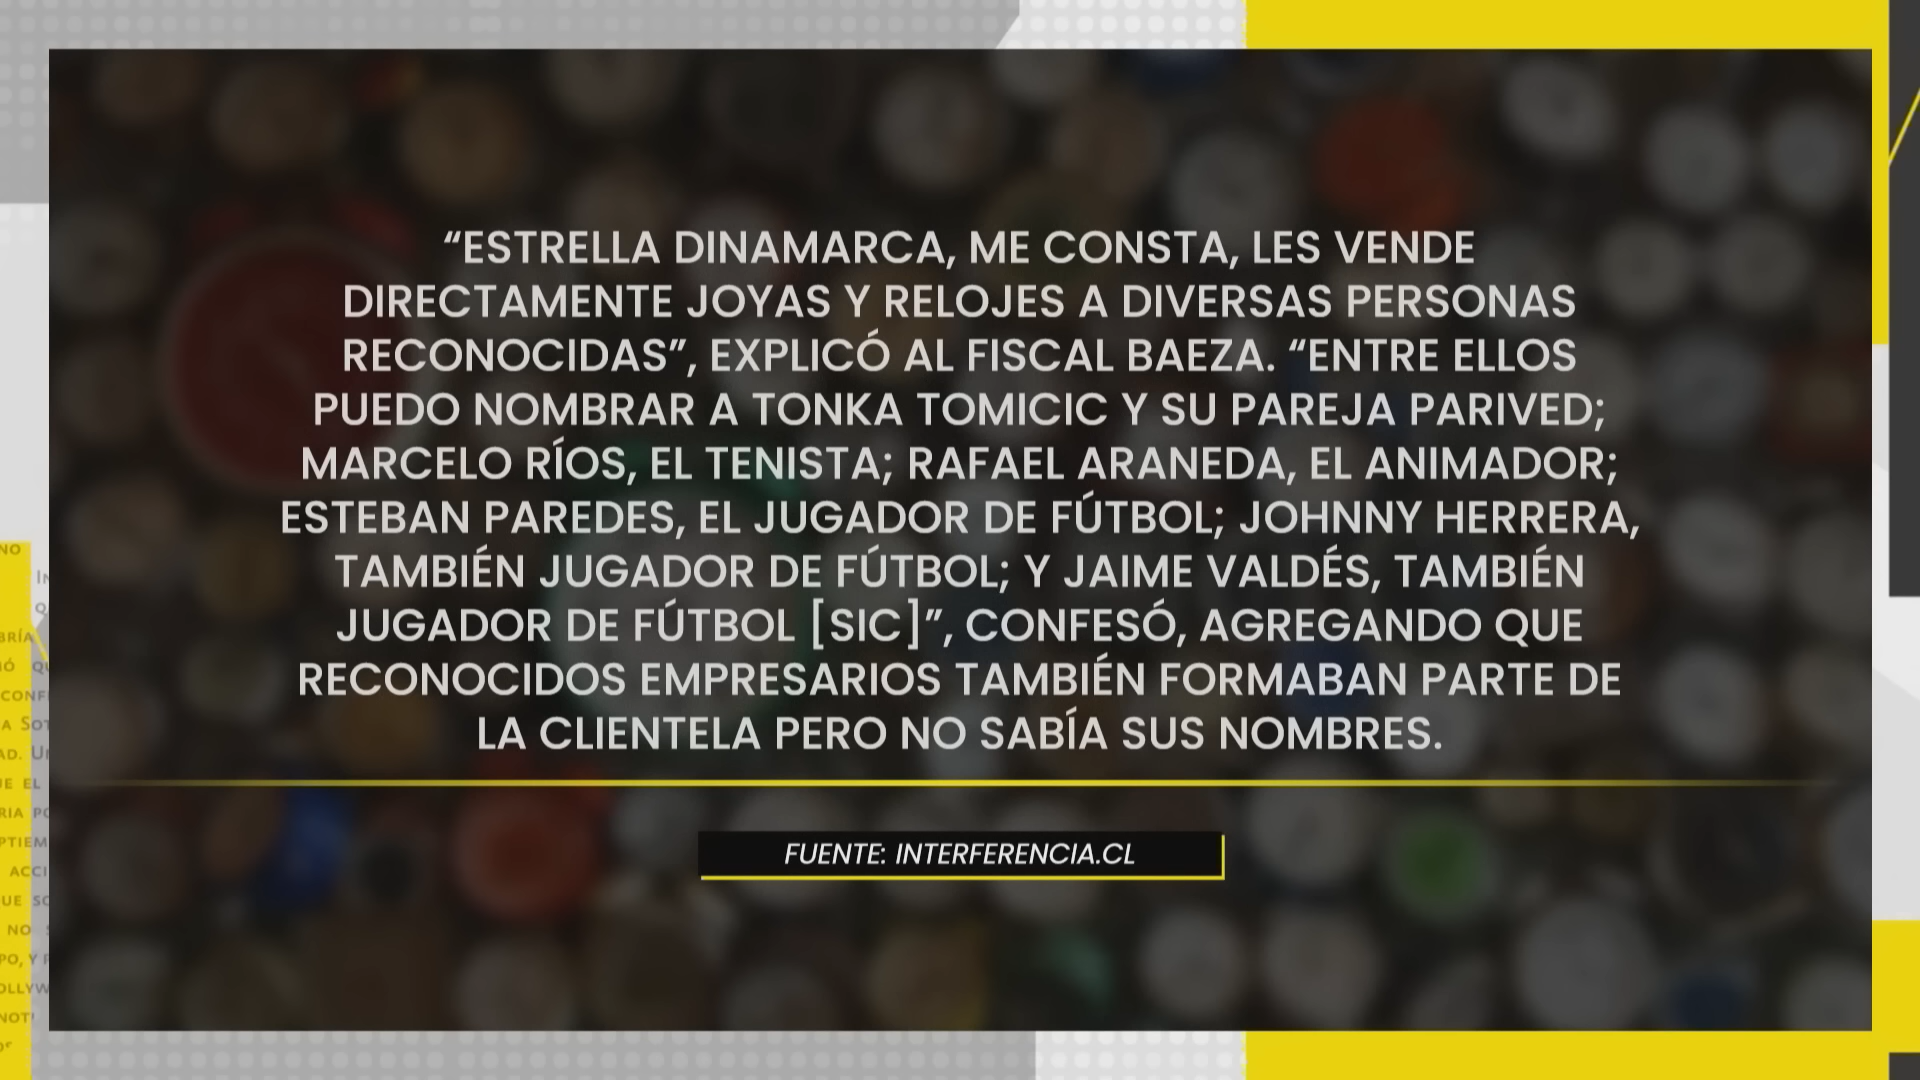 “ESTRELLA DINAMARCA, ME CONSTA, LES VENDE
DIRECTAMENTE JOYAS Y RELOJES A DIVERSAS PERSONAS
RECONOCIDAS”, EXPLICÓ AL FISCAL BAEZA. “ENTRE ELLOS
PUEDO NOMBRAR A TONKA TOMICIC Y SU PAREJA PARIVED;
MARCELO RÍOS, EL TENISTA; RAFAEL ARANEDA, EL ANIMADOR;
ESTEBAN PAREDES, EL JUGADOR DE FÚTBOL; JOHNNY HERRERA,
TAMBIÉN JUGADOR DE FÚTBOL; Y JAIME VALDÉS, TAMBIÉN
JUGADOR DE FÚTBOL [SIC]”, CONFESÓ, AGREGANDO QUE
RECONOCIDOS EMPRESARIOS TAMBIÉN FORMABAN PARTE DE
LA CLIENTELA PERO NO SABÍA SUS NOMBRES.
FUENTE: INTERFERENCIA.CL